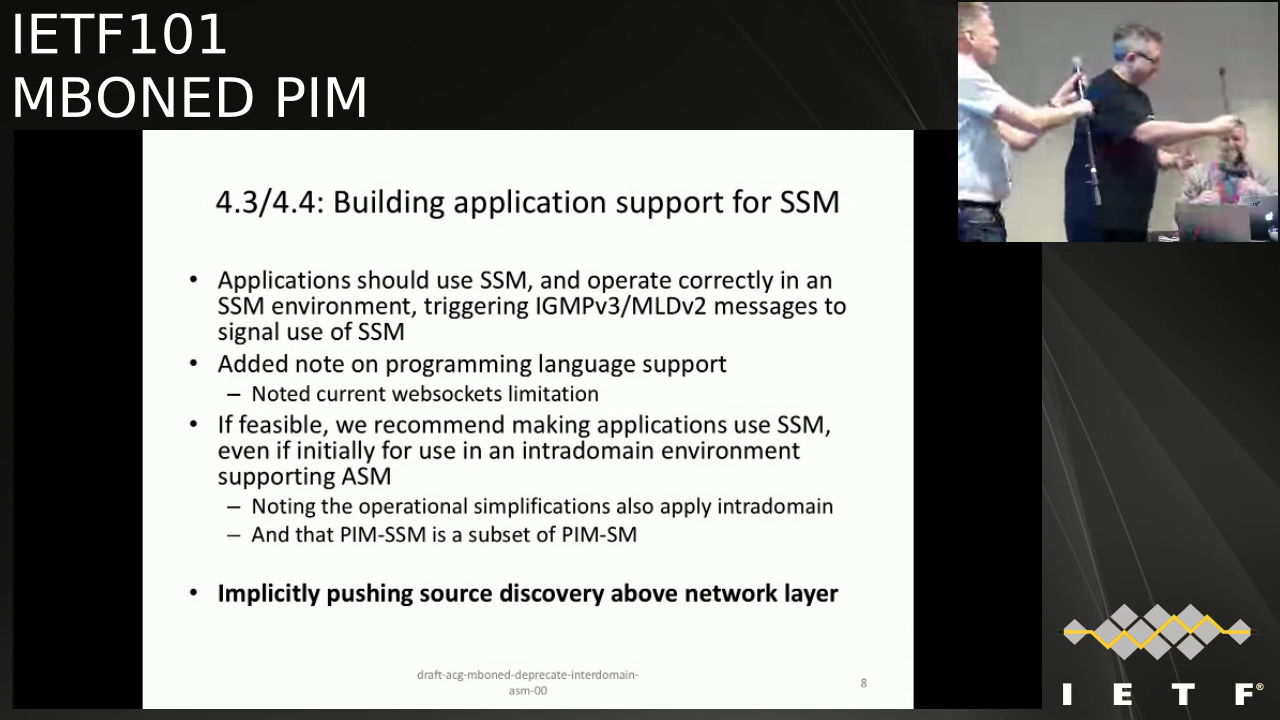 IETF101
MBONED PIM
4.3/4.4: Building application support for SSM
• Applications should use SSM, and operate correctly in an
SSM environment, triggering IGMPv3/MLDv2 messages to
signal use of SSM
• Added note on programming language support
– Noted current websockets limitation
• If feasible, we recommend making applications use SSM,
even if initially for use in an intradomain environment
supporting ASM
– Noting the operational simplifications also apply intradomain
– And that PIM-SSM is a subset of PIM-SM
• Implicitly pushing source discovery above network layer
draft-acg-mboned-deprecate-interdomain-
asm-00
8
I E T F®